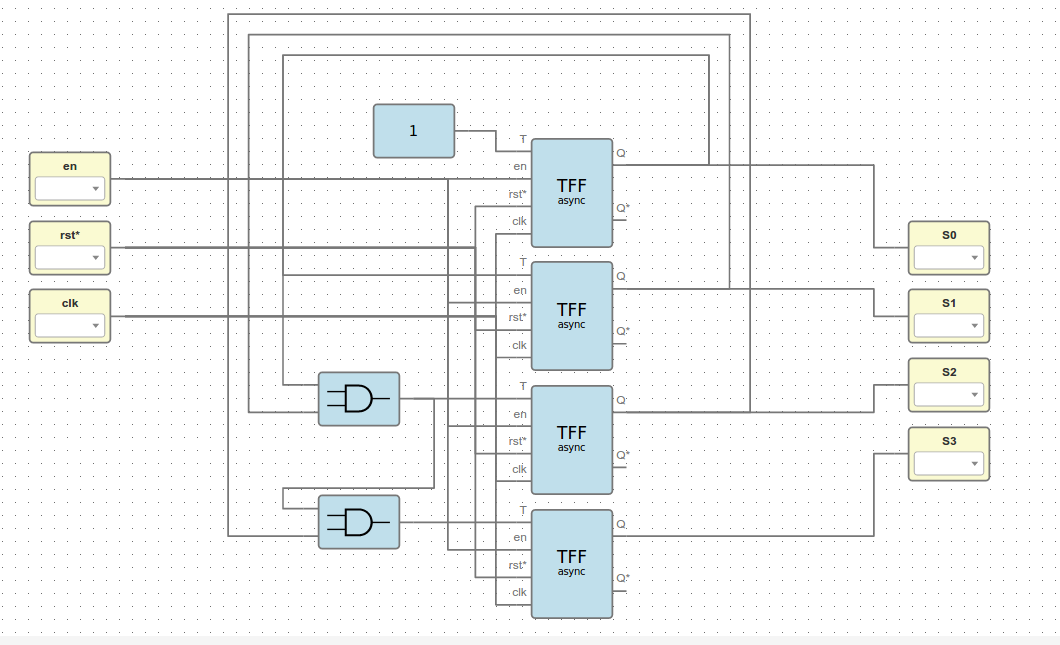 1
en
rst*
clk
T
en
rst*
clk
TFF
async
Q
Q*
T
en
rst*
clk
TFF
async
Q
Q*
T
en
rst*
clk
TFF
async
Q
Q*
T
en
rst*
clk
TFF
async
Q
Q*
S0
S1
S2
S3